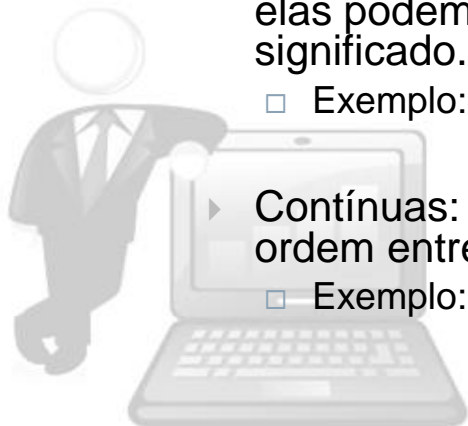 elas podem
significado.
Exemplo:
Contínuas:
ordem entre
Exemplo: